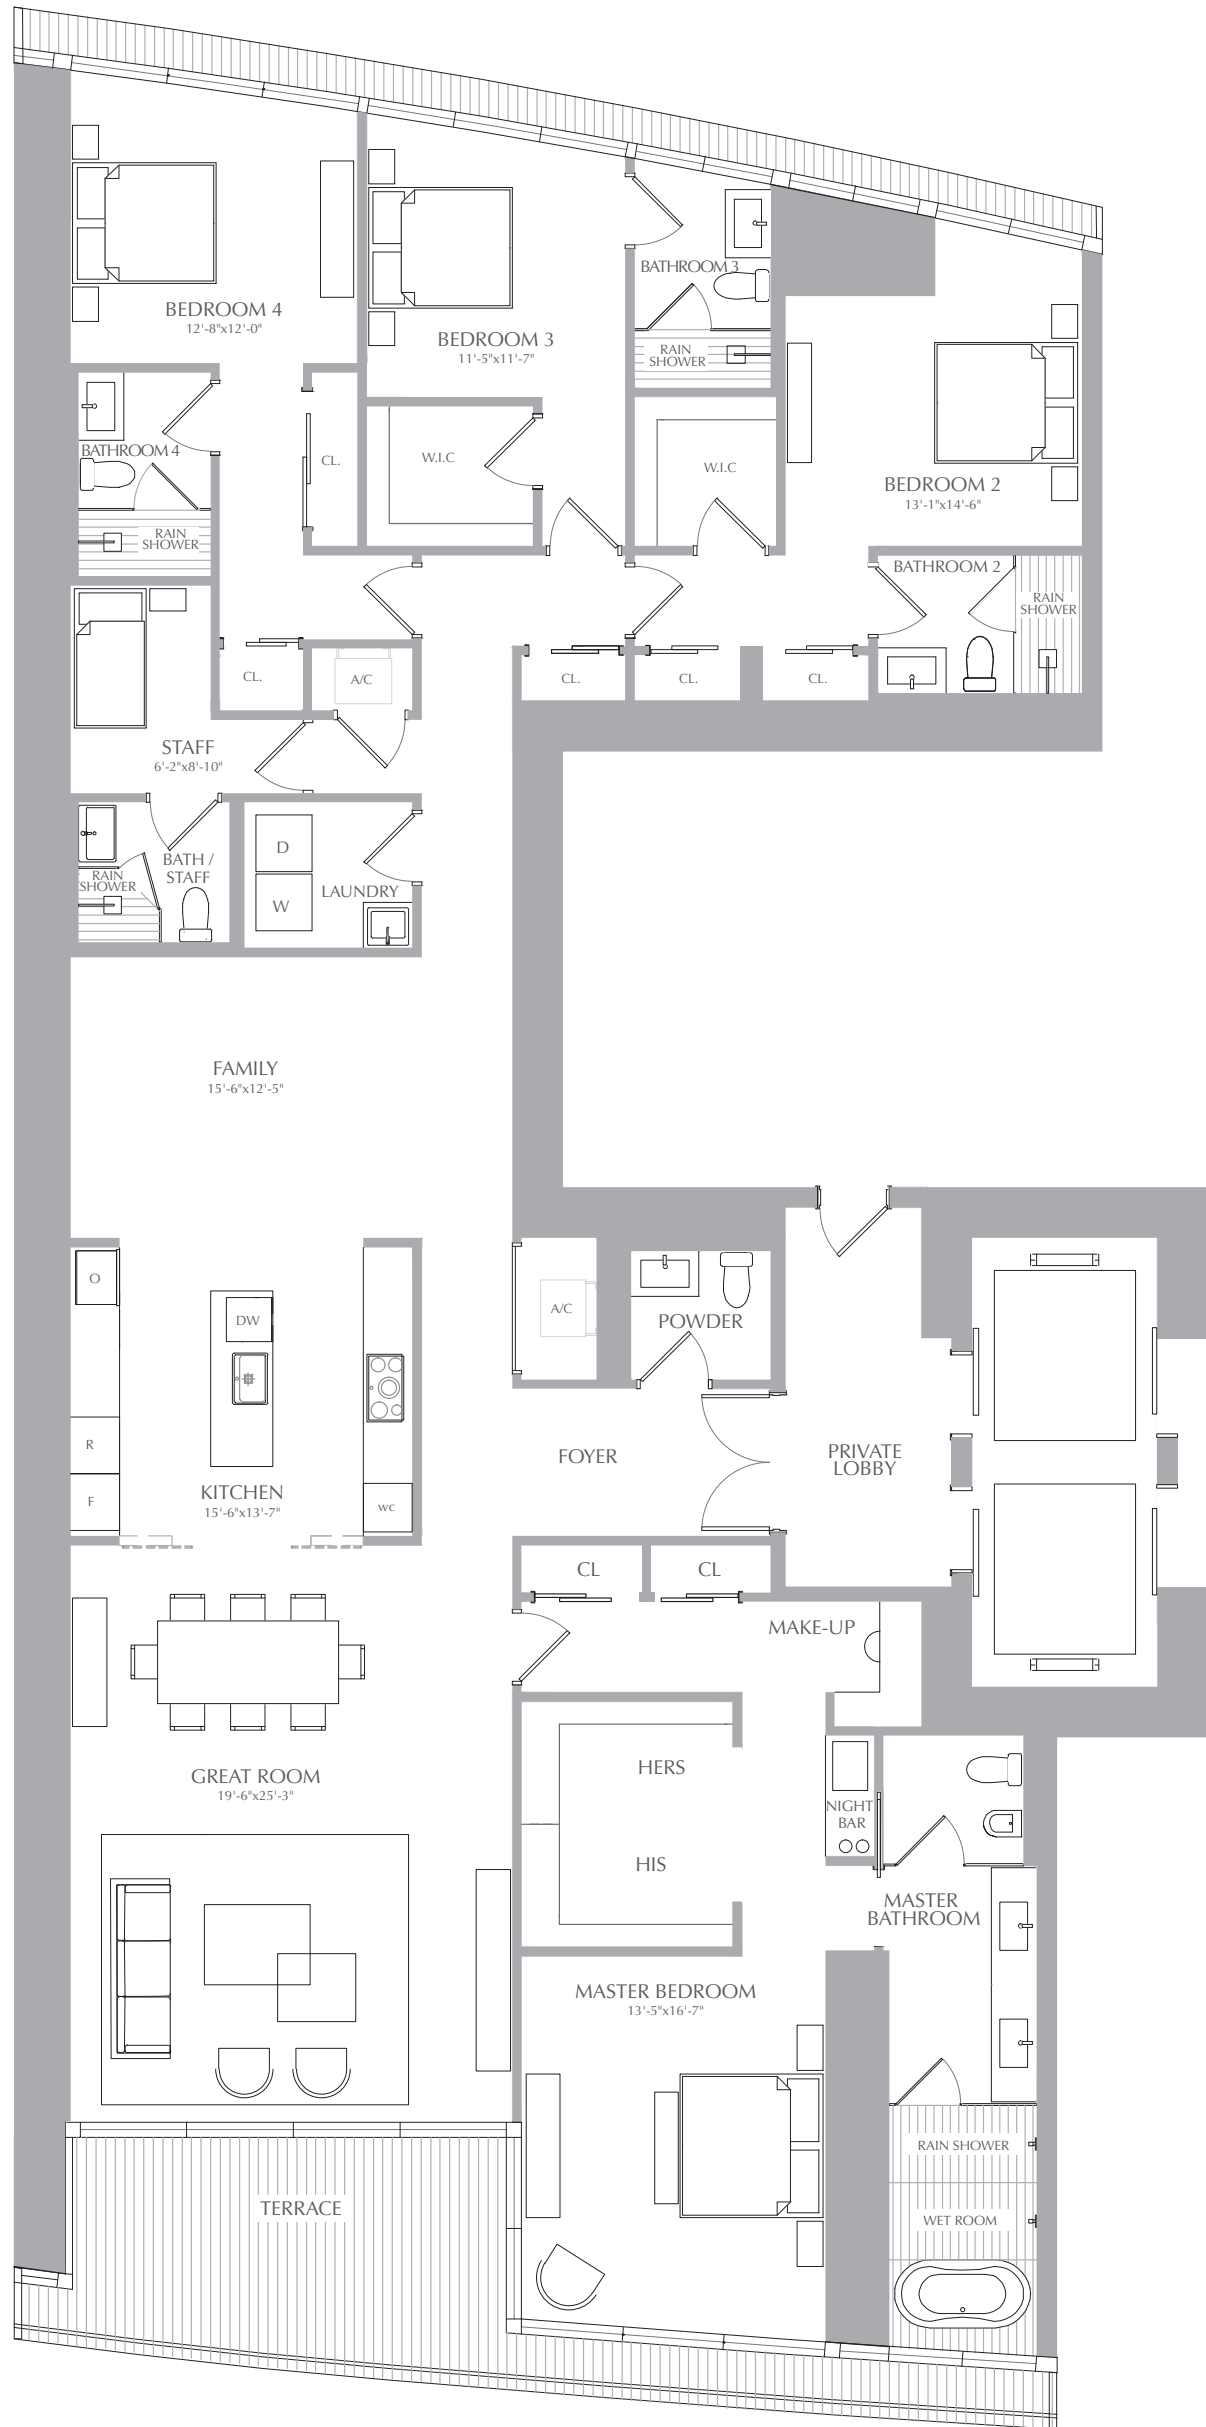 BEDROOM 4
12'-8"x12'-0"
BEDROOM 3
11'-5"x11'-7"
BATHROOM 3
RAIN
SHOWER
BATHROOM 4
CL.
W.I.C
W.I.C
BEDROOM 2
13'-1"x14'-6"
RAIN
SHOWER
BATHROOM 2
RAIN
SHOWER
CL.
A/C
CL.
CL.
CL.
STAFF
6'-2"x8'-10"
D
BATH /
STAFF
RAIN
SHOWER
LAUNDRY
W
FAMILY
15'-6"x12'-5"
O
DW
A/C
POWDER
R
FOYER
PRIVATE
LOBBY
KITCHEN
15'-6"x13'-7"
F
WC
CL
CL
MAKE-UP
GREAT ROOM
19'-6"x25'-3"
HERS
NIGHT
BAR
HIS
MASTER
BATHROOM
MASTER BEDROOM
13'-5"x16'-7"
RAIN SHOWER
TERRACE
WET ROOM